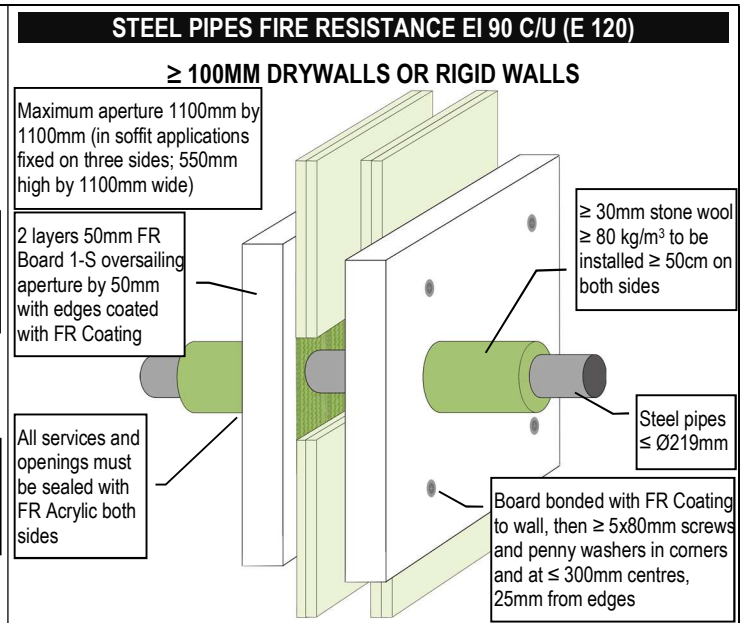 STEEL PIPES FIRE RESISTANCE EI 90 C/U (E 120)
≥ 100MM DRYWALLS OR RIGID WALLS
Maximum aperture 1100mm by
1100mm (in soffit applications
fixed on three sides; 550mm
high by 1100mm wide)
2 layers 50mm FR
Board 1-S oversailing
aperture by 50mm
with edges coated
with FR Coating
All services and
openings must
be sealed with
FR Acrylic both
sides
≥ 30mm stone wool
≥ 80 kg/m³ to be
installed ≥ 50cm on
both sides
Steel pipes
≤ Ø219mm
Board bonded with FR Coating
to wall, then ≥ 5x80mm screws
and penny washers in corners
and at ≤ 300mm centres,
25mm from edges